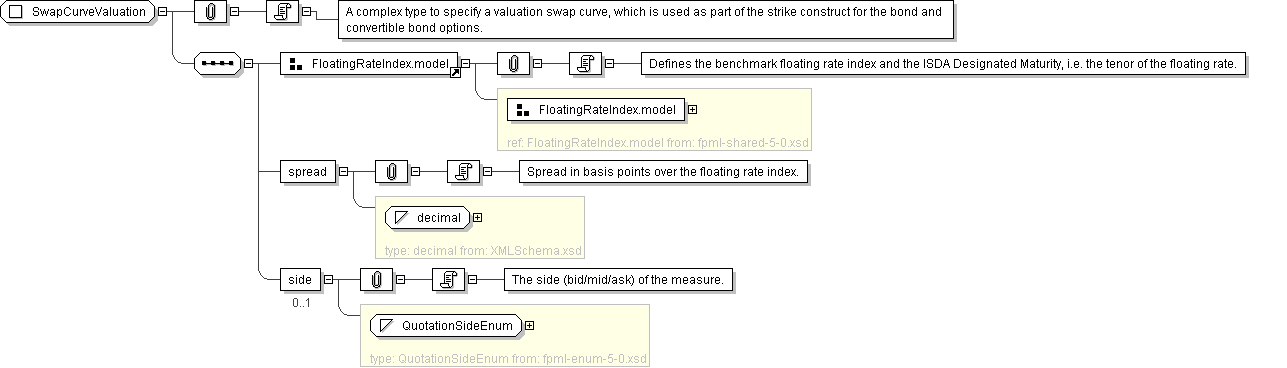 SwapCurveValuation
A complex type to specify a valuation swap curve, which is used as part of the strike construct for the bond and
convertible bond options.
FloatingRateIndex.model
Defines the benchmark floating rate index and the ISDA Designated Maturity, i.e. the tenor of the floating rate.
FloatingRateIndex.model
ref: FloatingRateIndex.model from: fpml-shared-5-0.xsd
spread
Spread in basis points over the floating rate index.
decimal
type: decimal from: XMLSchema.xsd
side
The side (bid/mid/ask) of the measure.
0..1
QuotationSideEnum
type: QuotationSideEnum from: fpml-enum-5-0.xsd